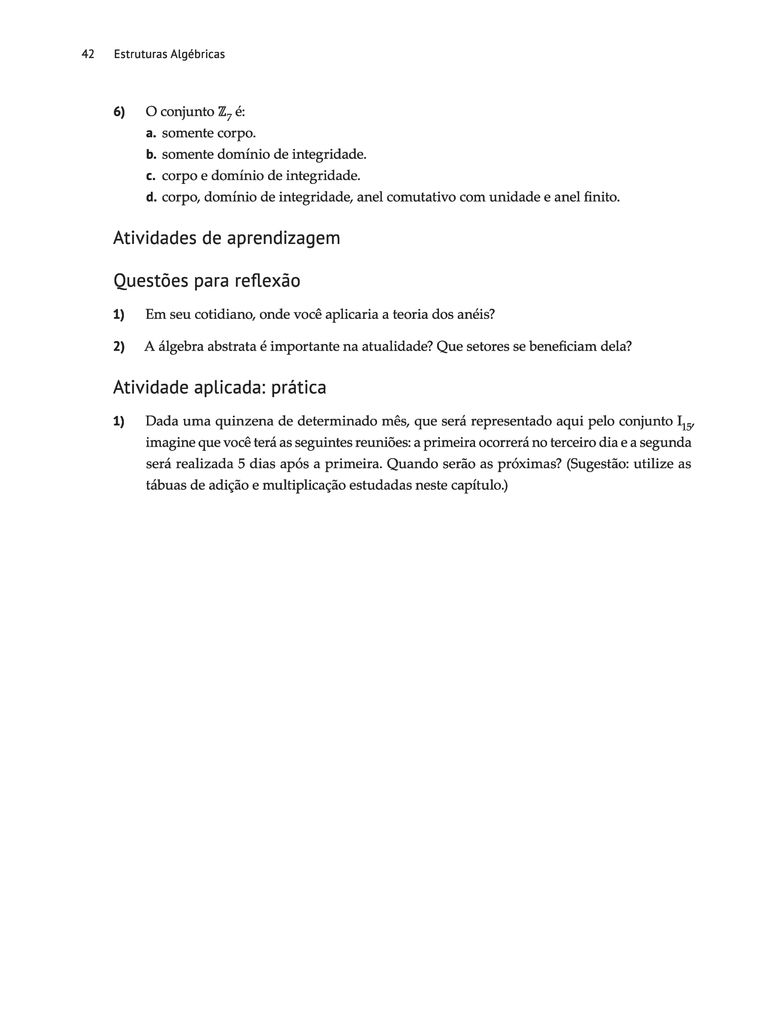 42 Estruturas Algébricas
6) O conjunto ℤ₇ é:
a. somente corpo.
b. somente domínio de integridade.
c. corpo e domínio de integridade.
d. corpo, domínio de integridade, anel comutativo com unidade e anel finito.
Atividades de aprendizagem
Questões para reflexão
1) Em seu cotidiano, onde você aplicaria a teoria dos anéis?
2) A álgebra abstrata é importante na atualidade? Que setores se beneficiam dela?
Atividade aplicada: prática
1) Dada uma quinzena de determinado mês, que será representado aqui pelo conjunto I₁₅,
imagine que você terá as seguintes reuniões: a primeira ocorrerá no terceiro dia e a segunda
será realizada 5 dias após a primeira. Quando serão as próximas? (Sugestão: utilize as
tábuas de adição e multiplicação estudadas neste capítulo.)